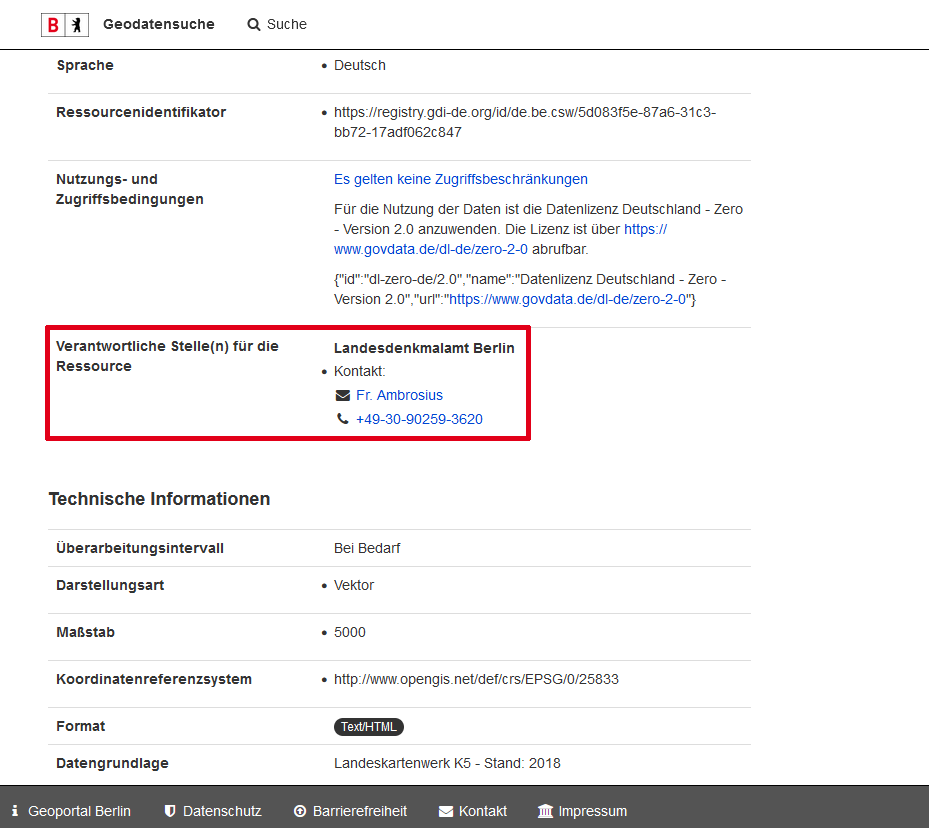 B Geodatensuche Suche
Sprache
• Deutsch
Ressourcenidentifikator
• https://registry.gdi-de.org/id/de.be.csw/5d083f5e-87a6-31c3-
bb72-17adf062c847
Nutzungs- und
Zugriffsbedingungen
Es gelten keine Zugriffsbeschränkungen
Für die Nutzung der Daten ist die Datenlizenz Deutschland - Zero
- Version 2.0 anzuwenden. Die Lizenz ist über https://
www.govdata.de/dl-de/zero-2-0 abrufbar.
{"id":"dl-zero-de/2.0","name":"Datenlizenz Deutschland - Zero -
Version 2.0","url":"https://www.govdata.de/dl-de/zero-2-0"}
Verantwortliche Stelle(n) für die
Ressource
Landesdenkmalamt Berlin
• Kontakt:
Fr. Ambrosius
+49-30-90259-3620
Technische Informationen
Überarbeitungsintervall
Bei Bedarf
Darstellungsart
• Vektor
Maßstab
• 5000
Koordinatenreferenzsystem
• http://www.opengis.net/def/crs/EPSG/0/25833
Format
Text/HTML
Datengrundlage
Landeskartenwerk K5 - Stand: 2018
Geoportal Berlin Datenschutz Barrierefreiheit Kontakt Impressum